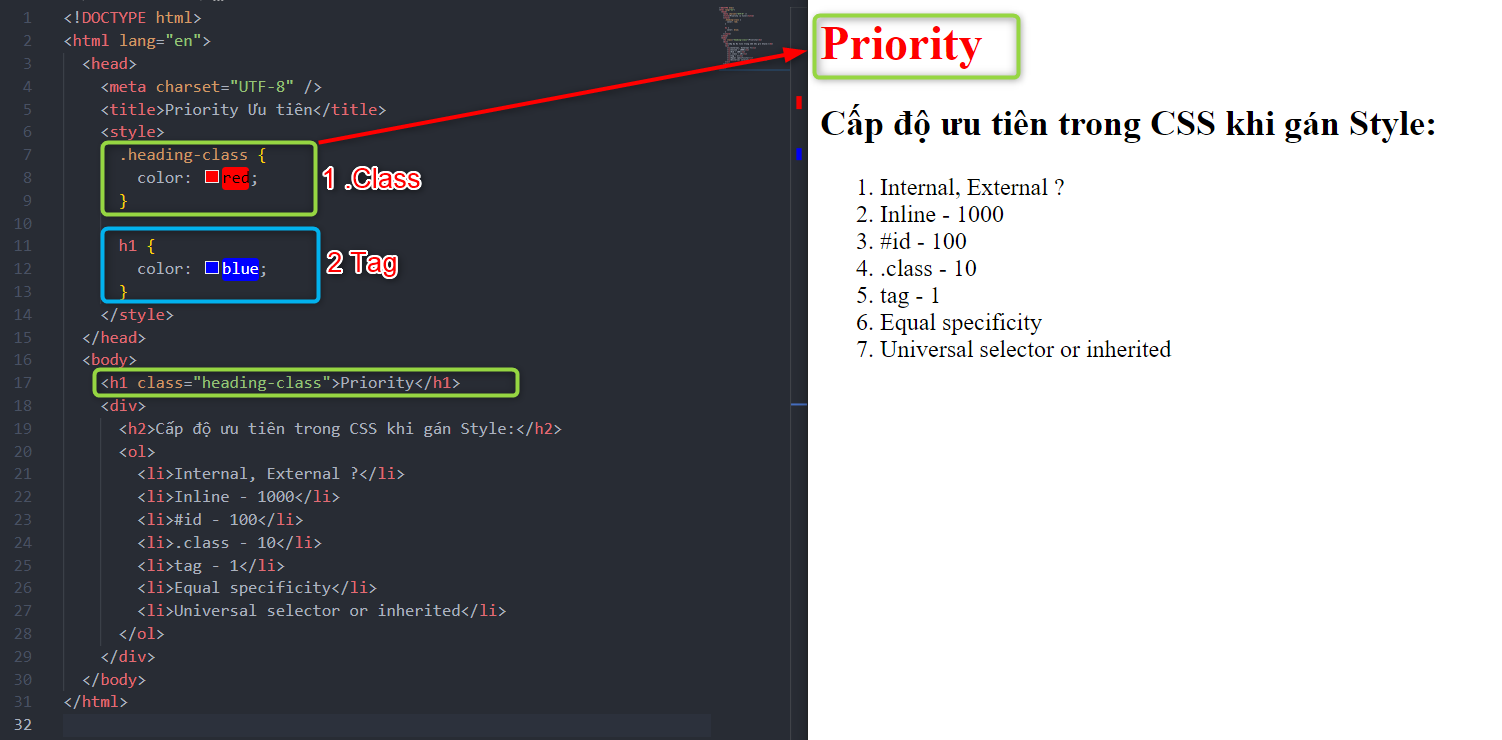 1 <!DOCTYPE html>
2 <html lang="en">
3 <head>
4 <meta charset="UTF-8" />
5 <title>Priority Ưu tiên</title>
6 <style>
7 .heading-class {
8 color: red;
9 }
10
11 h1 {
12 color: blue;
13 }
14 </style>
15 </head>
16 <body>
17 <h1 class="heading-class">Priority</h1>
18 <div>
19 <h2>Cấp độ ưu tiên trong CSS khi gán Style:</h2>
20 <ol>
21 <li>Internal, External ?</li>
22 <li>Inline - 1000</li>
23 <li>#id - 100</li>
24 <li>.class - 10</li>
25 <li>tag - 1</li>
26 <li>Equal specificity</li>
27 <li>Universal selector or inherited</li>
28 </ol>
29 </div>
30 </body>
31 </html>
32
1 .Class
2 Tag
Priority
Cấp độ ưu tiên trong CSS khi gán Style:
1. Internal, External ?
2. Inline - 1000
3. #id - 100
4. .class - 10
5. tag - 1
6. Equal specificity
7. Universal selector or inherited